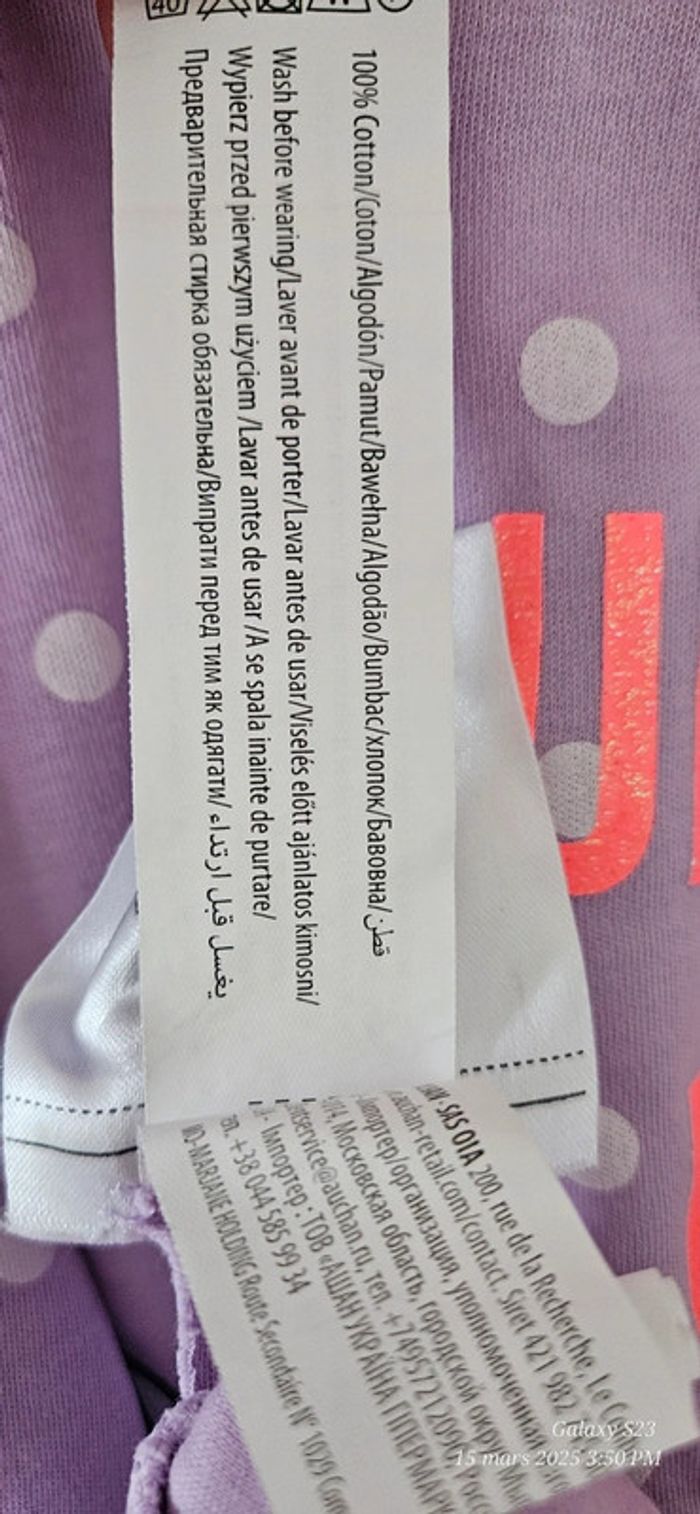 40
100% Cotton/Coton/Algodón/Pamut/Bawełna/Algodão/Bumbac/хлопок/Бавовна/قطن
Wash before wearing/Laver avant de porter/Lavar antes de usar/Viselés előtt ajánlatos kimosni/
Wypierz przed pierwszym użyciem /Lavar antes de usar /A se spala inainte de purtare/
Предварительная стирка обязательна/Випрати перед тим як одягати/ يغسل قبل ارتداء
SAS OIA 200, rue de la Recherche, Le
auchan-retail.com/contact. Siret 421 982
Импортер/организация, уполномоченная
Московская область, городской
service@auchan.ru, тел. +749572120
Імпортер: ТОВ «АШАН УКРАЇНА ГІПЕРМАРК
+38 044 585 99 34
MARJANE HOLDING Route Secondaire N° 1029
U
Galaxy S23
15 mars 2025 3:50 PM